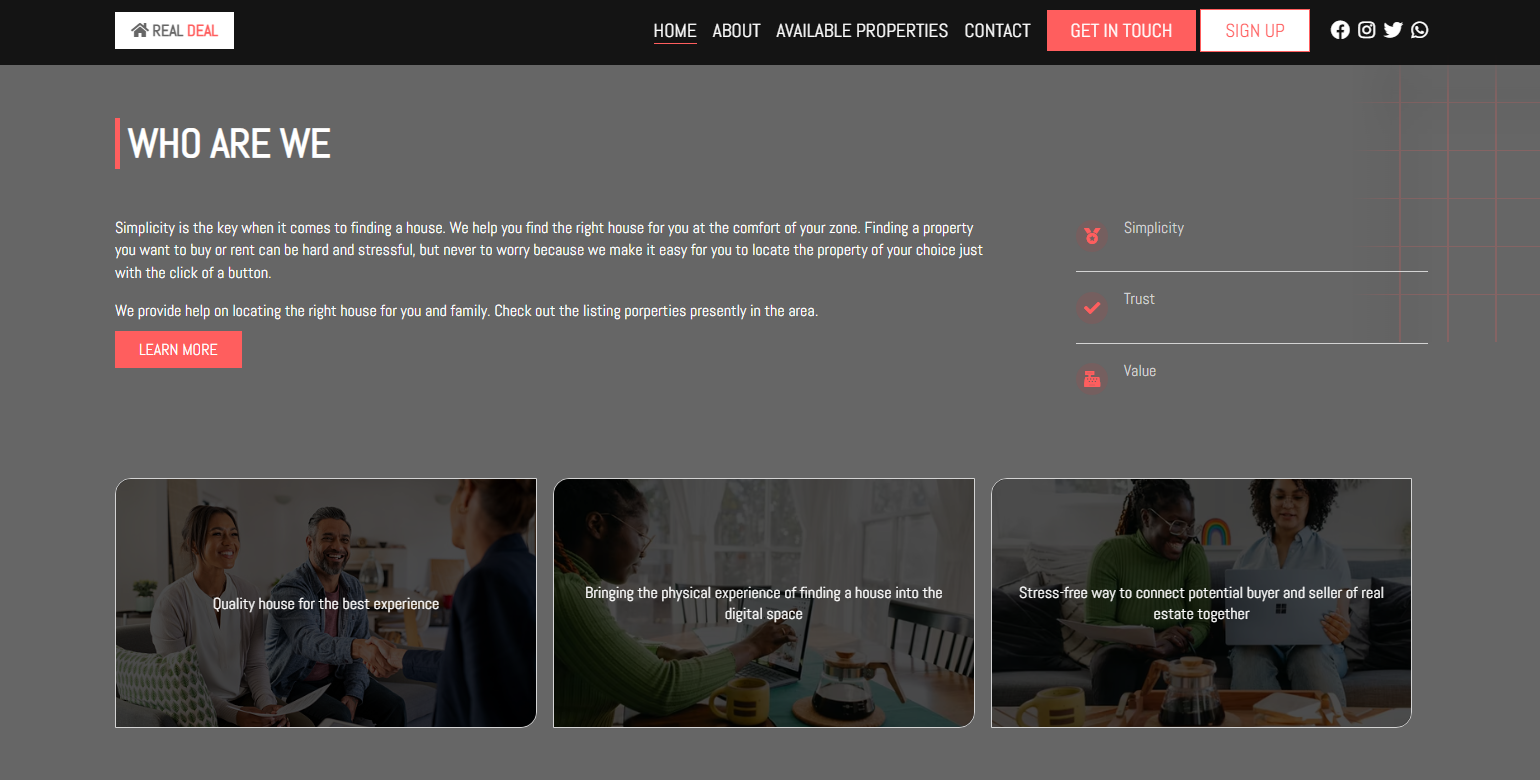 REAL DEAL
HOME ABOUT AVAILABLE PROPERTIES CONTACT GET IN TOUCH SIGN UP
WHO ARE WE
Simplicity is the key when it comes to finding a house. We help you find the right house for you at the comfort of your zone. Finding a property
you want to buy or rent can be hard and stressful, but never to worry because we make it easy for you to locate the property of your choice just
with the click of a button.
We provide help on locating the right house for you and family. Check out the listing porperties presently in the area.
LEARN MORE
Simplicity
Trust
Value
Quality house for the best experience
Bringing the physical experience of finding a house into the
digital space
Stress-free way to connect potential buyer and seller of real
estate together